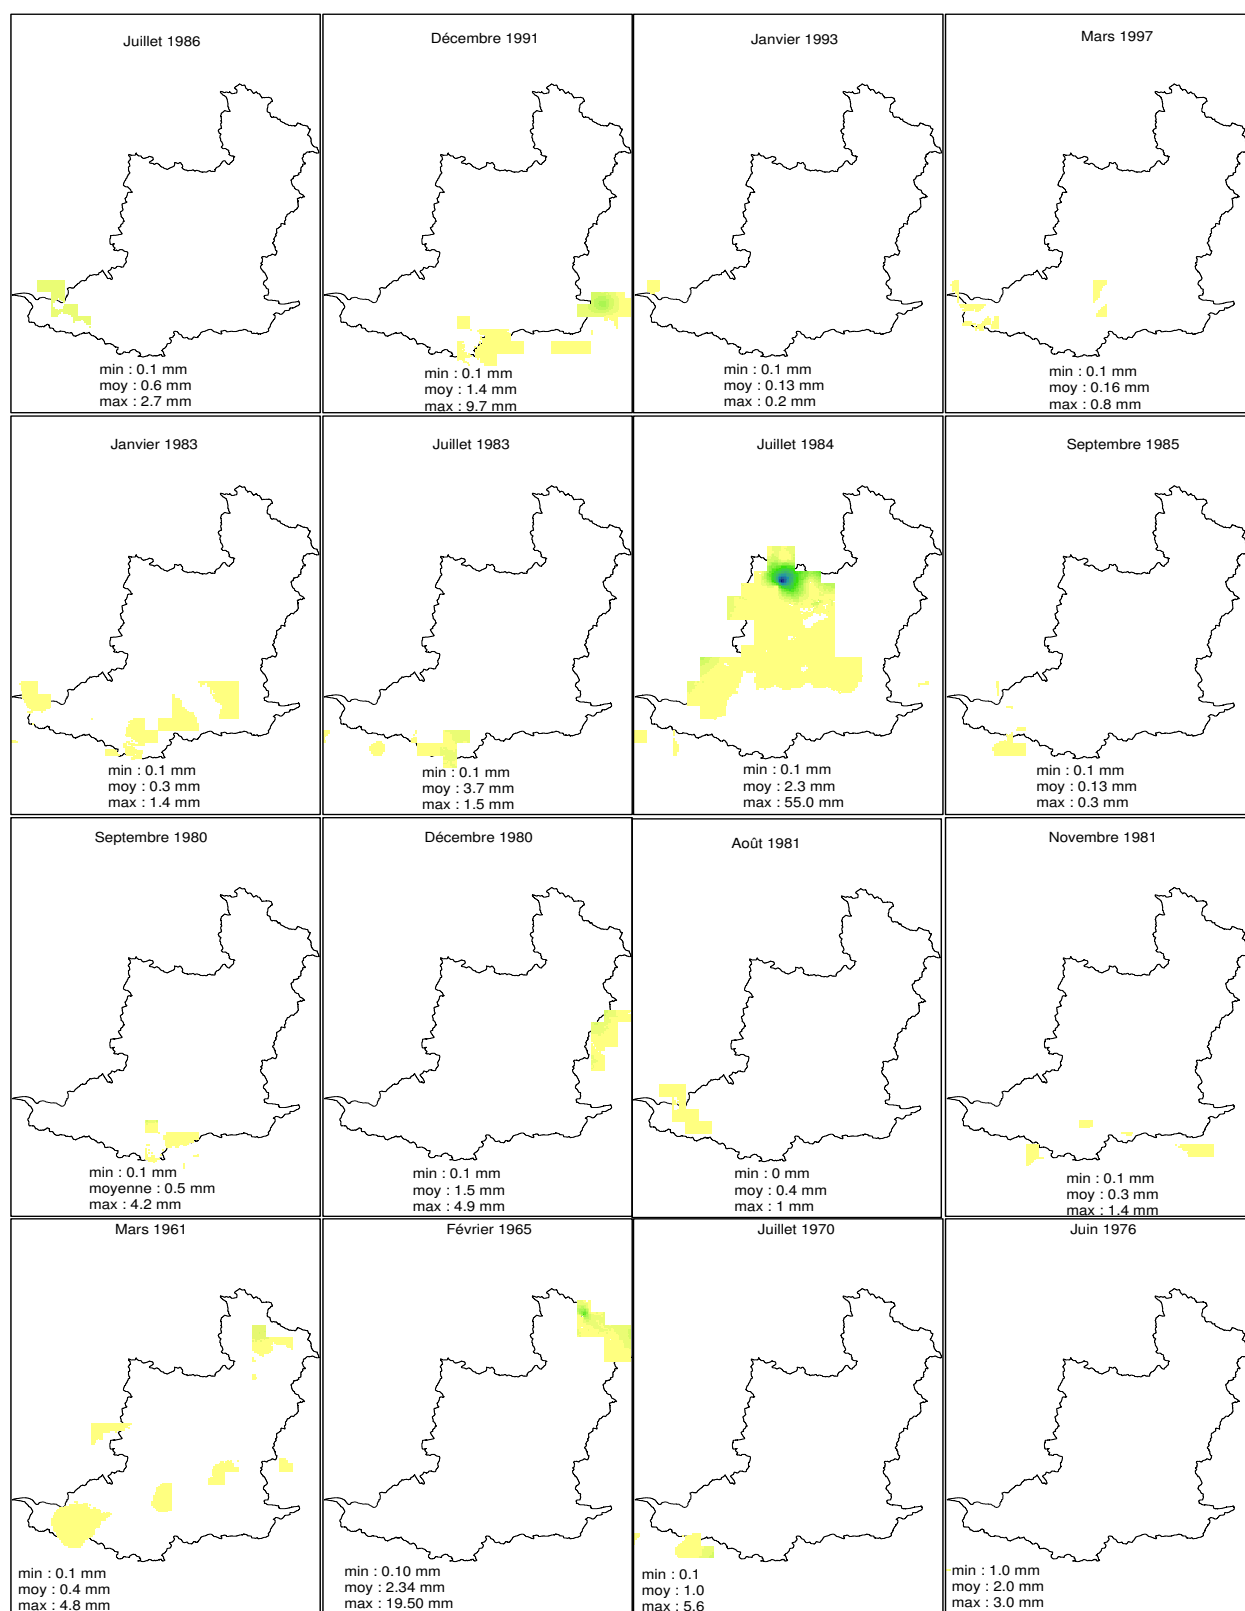 Juillet 1986
min : 0.1 mm
moy : 0.6 mm
max : 2.7 mm
Décembre 1991
min : 0.1 mm
moy : 1.4 mm
max : 9.7 mm
Janvier 1993
min : 0.1 mm
moy : 0.13 mm
max : 0.2 mm
Mars 1997
min : 0.1 mm
moy : 0.16 mm
max : 0.8 mm
Janvier 1983
min : 0.1 mm
moy : 0.3 mm
max : 1.4 mm
Juillet 1983
min : 0.1 mm
moy : 3.7 mm
max : 1.5 mm
Juillet 1984
min : 0.1 mm
moy : 2.3 mm
max : 55.0 mm
Septembre 1985
min : 0.1 mm
moy : 0.13 mm
max : 0.3 mm
Septembre 1980
min : 0.1 mm
moyenne : 0.5 mm
max : 4.2 mm
Décembre 1980
min : 0.1 mm
moy : 1.5 mm
max : 4.9 mm
Août 1981
min : 0 mm
moy : 0.4 mm
max : 1 mm
Novembre 1981
min : 0.1 mm
moy : 0.3 mm
max : 1.4 mm
Mars 1961
min : 0.1 mm
moy : 0.4 mm
max : 4.8 mm
Février 1965
min : 0.10 mm
moy : 2.34 mm
max : 19.50 mm
Juillet 1970
min : 0.1
moy : 1.0
max : 5.6
Juin 1976
min : 1.0 mm
moy : 2.0 mm
max : 3.0 mm